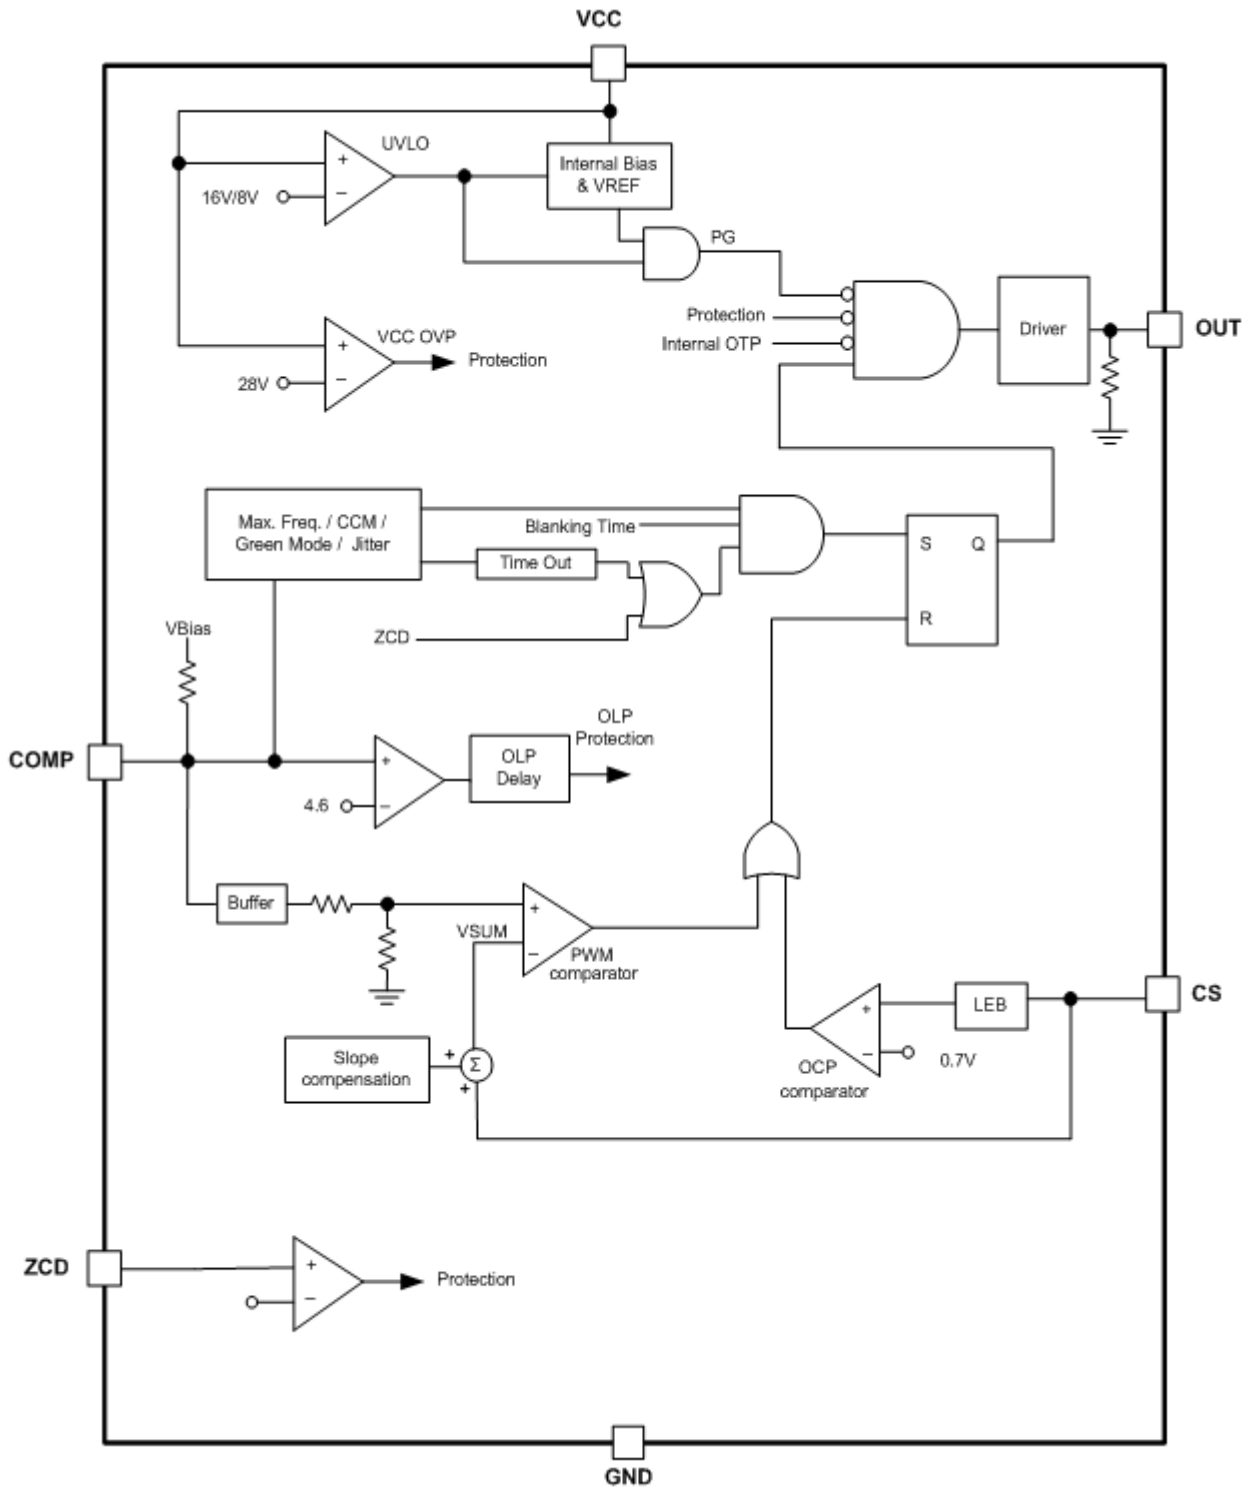 VCC
UVLO
+
−
16V/8V
Internal Bias
& VREF
PG
Protection
Internal OTP
Driver
OUT
VCC OVP
+
−
28V
Protection
Max. Freq. / CCM /
Green Mode / Jitter
Blanking Time
Time Out
ZCD
S
Q
R
VBias
COMP
OLP
Protection
+
−
4.6
OLP
Delay
Buffer
VSUM
+
−
PWM
comparator
CS
LEB
+
−
0.7V
OCP
comparator
Slope
compensation
+
Σ
+
ZCD
+
−
Protection
GND